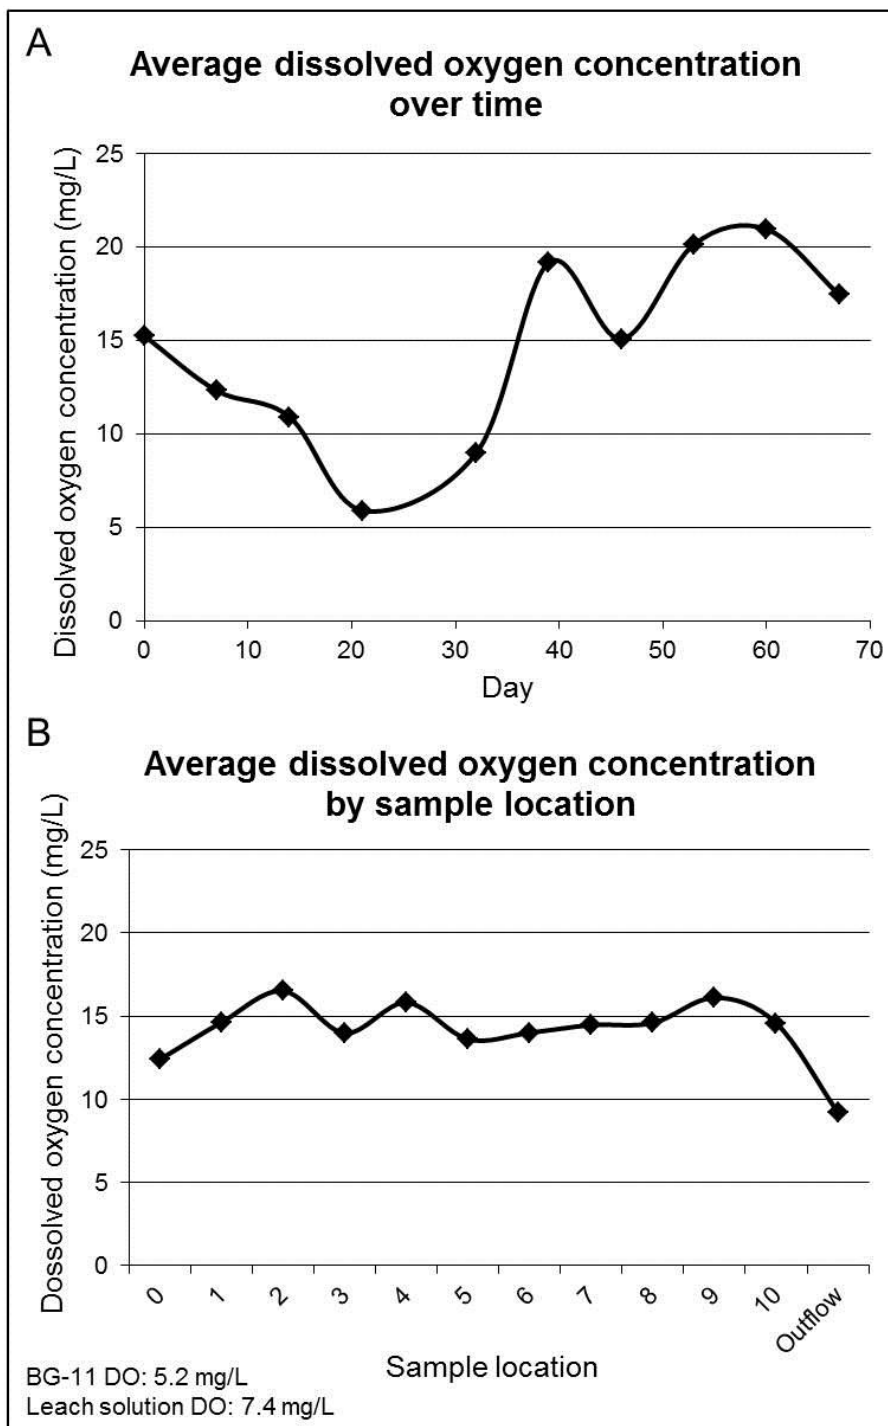 A
Average dissolved oxygen concentration
over time
Dissolved oxygen concentration (mg/L)
25
20
15
10
5
0
0 10 20 30 40 50 60 70
Day
B
Average dissolved oxygen concentration
by sample location
Dossolved oxygen concentration (mg/L)
25
20
15
10
5
0
0 1 2 3 4 5 6 7 8 9 10 Outflow
Sample location
BG-11 DO: 5.2 mg/L
Leach solution DO: 7.4 mg/L